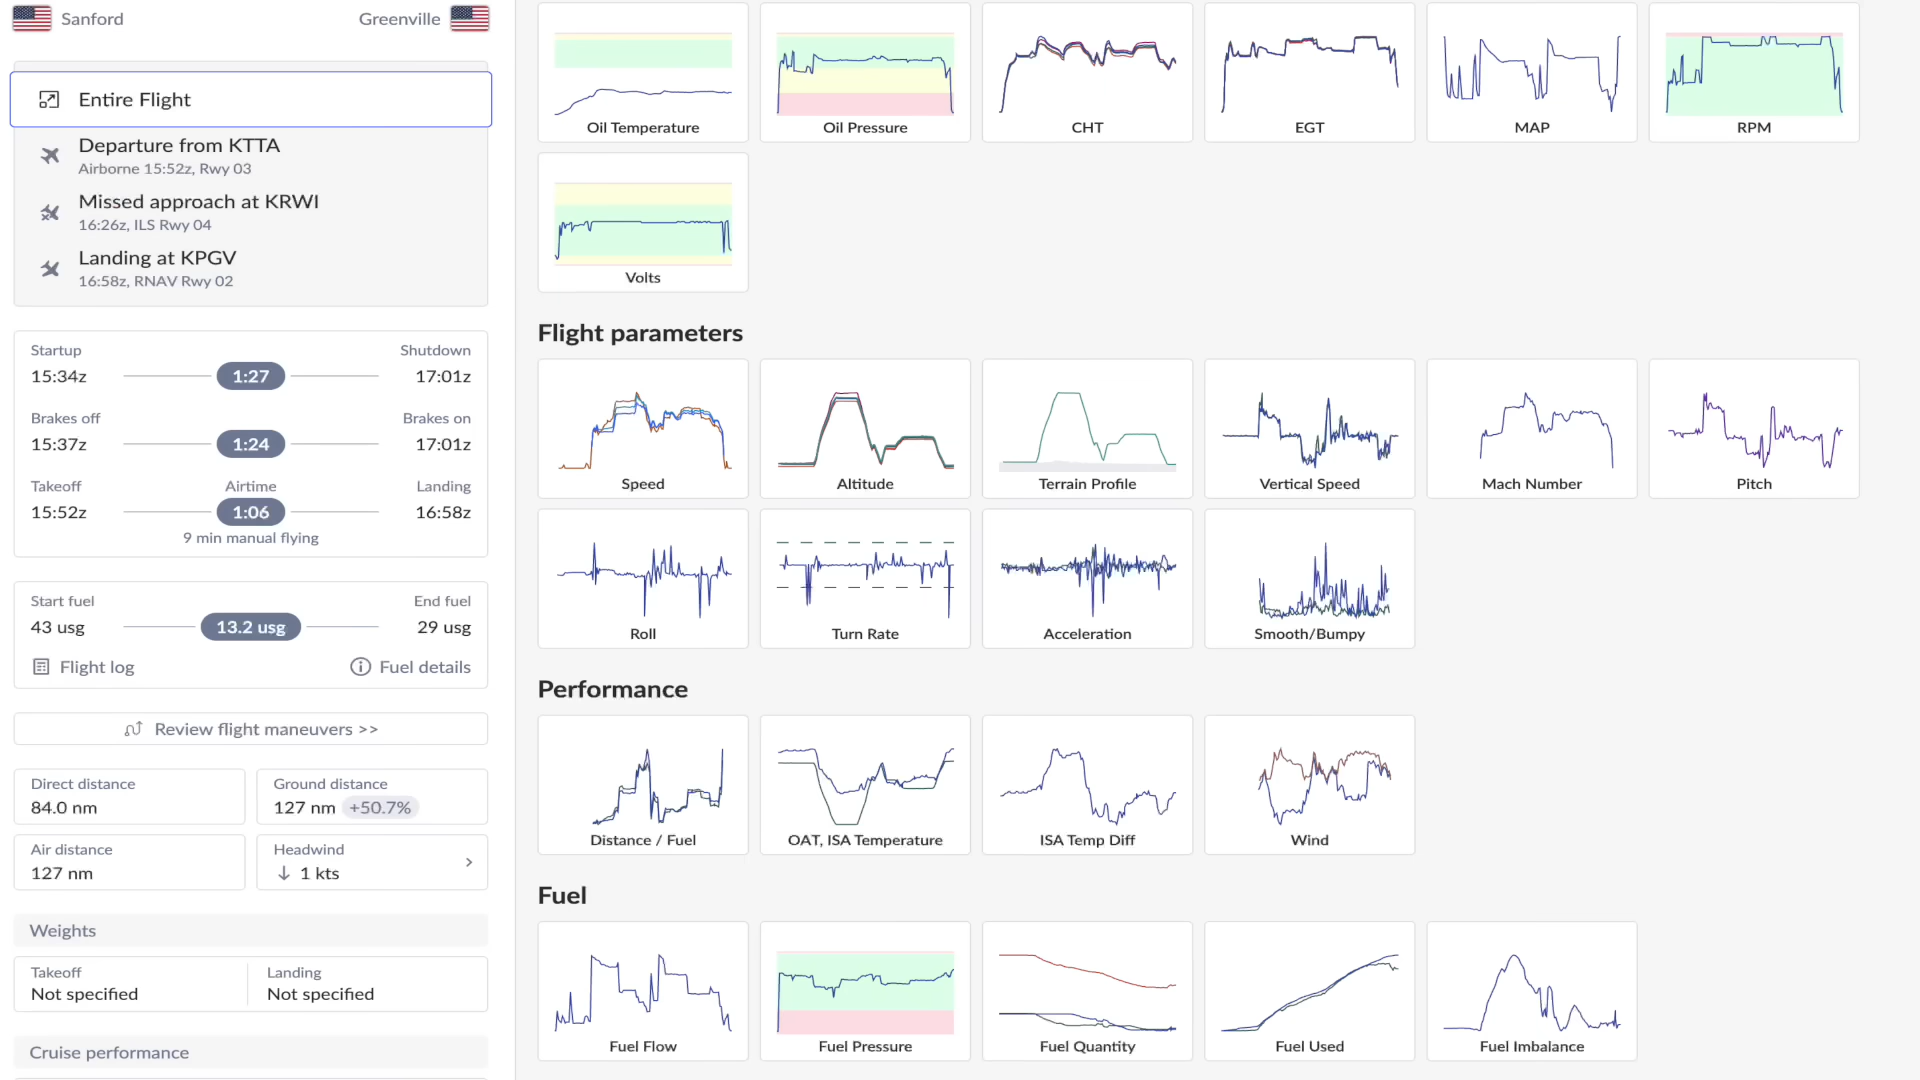 Sanford
Greenville
Entire Flight
Departure from KTTA
Airborne 15:52z, Rwy 03
Missed approach at KRWI
16:26z, ILS Rwy 04
Landing at KPGV
16:58z, RNAV Rwy 02
Startup
Shutdown
15:34z
1:27
17:01z
Brakes off
Brakes on
15:37z
1:24
17:01z
Takeoff
Airtime
Landing
15:52z
1:06
16:58z
9 min manual flying
Start fuel
End fuel
43 usg
13.2 usg
29 usg
Flight log
Fuel details
Review flight maneuvers >>
Direct distance
84.0 nm
Ground distance
127 nm +50.7%
Air distance
127 nm
Headwind
↓ 1 kts
Weights
Takeoff
Not specified
Landing
Not specified
Cruise performance
Oil Temperature
Oil Pressure
CHT
EGT
MAP
RPM
Volts
Flight parameters
Speed
Altitude
Terrain Profile
Vertical Speed
Mach Number
Pitch
Roll
Turn Rate
Acceleration
Smooth/Bumpy
Performance
Distance / Fuel
OAT, ISA Temperature
ISA Temp Diff
Wind
Fuel
Fuel Flow
Fuel Pressure
Fuel Quantity
Fuel Used
Fuel Imbalance